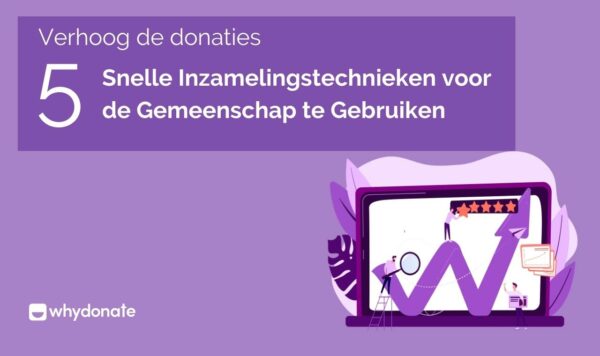 Verhoog de donaties
5
Snelle Inzamelingstechnieken voor
de Gemeenschap te Gebruiken
whydonate